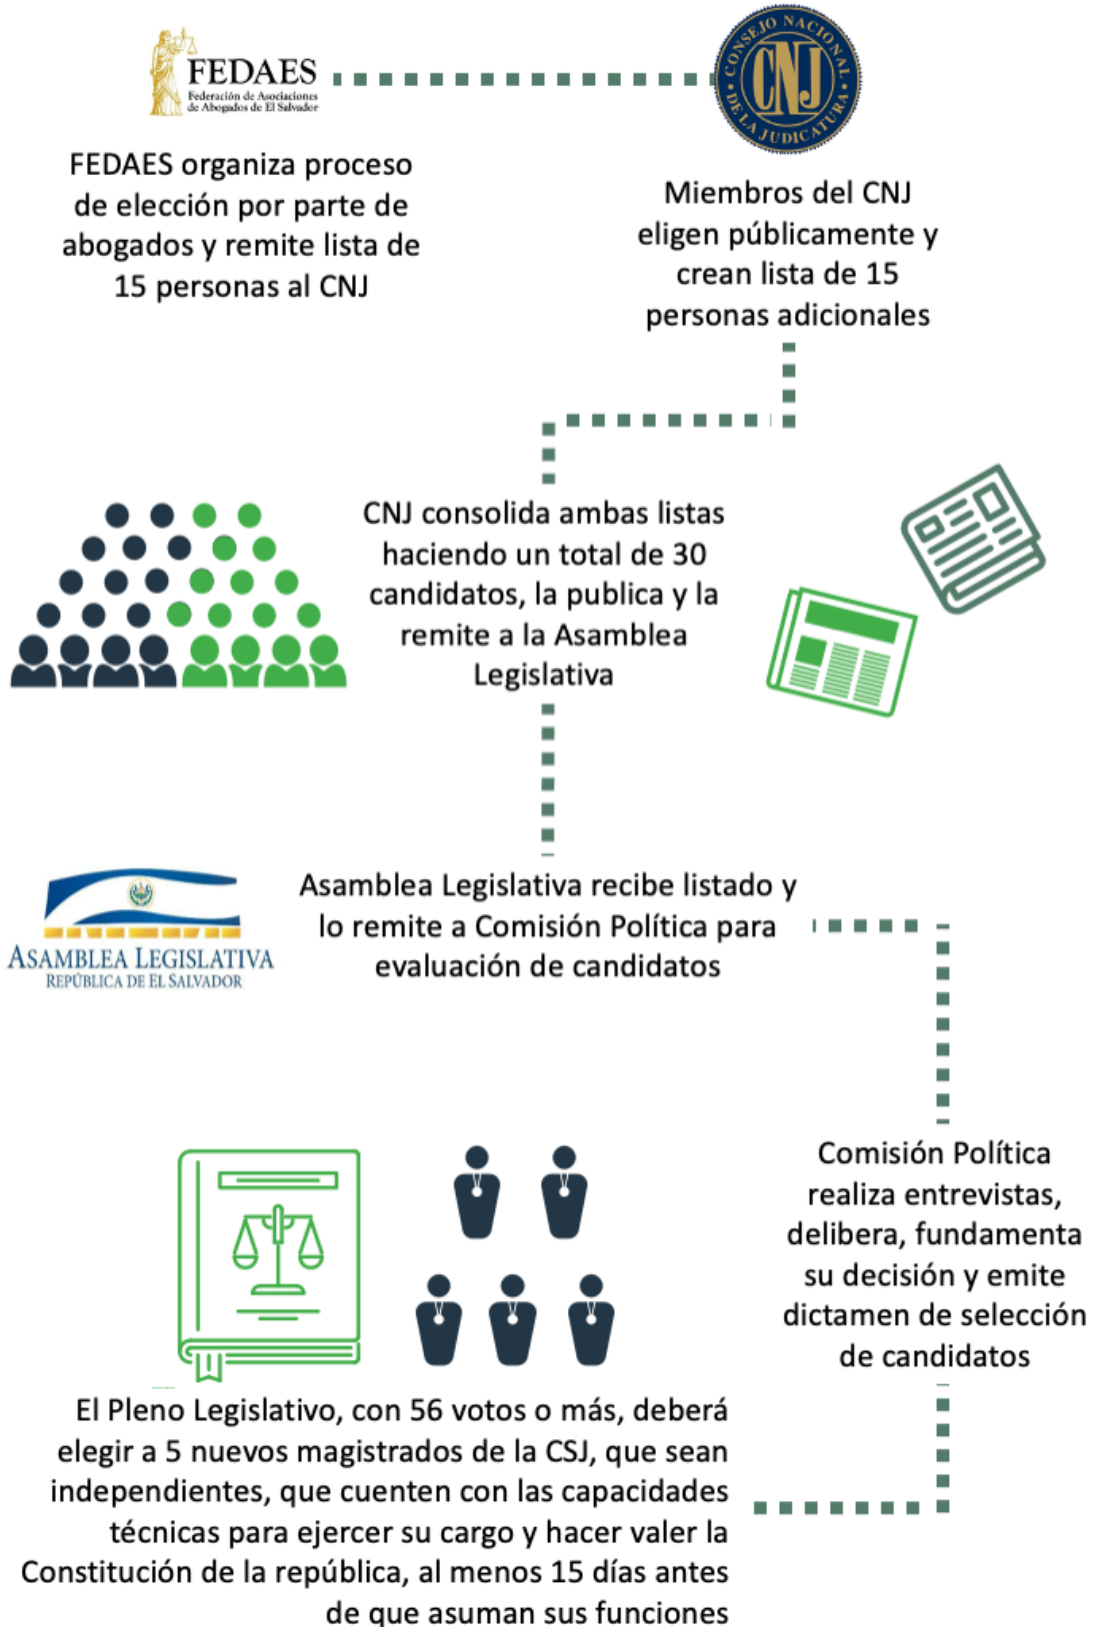 FEDAES
Federación de Asociaciones
de Abogados de El Salvador
CONSEJO NACIONAL
DE LA JUDICATURA
CNJ
FEDAES organiza proceso
de elección por parte de
abogados y remite lista de
15 personas al CNJ
Miembros del CNJ
eligen públicamente y
crean lista de 15
personas adicionales
CNJ consolida ambas listas
haciendo un total de 30
candidatos, la publica y la
remite a la Asamblea
Legislativa
ASAMBLEA LEGISLATIVA
REPÚBLICA DE EL SALVADOR
Asamblea Legislativa recibe listado y
lo remite a Comisión Política para
evaluación de candidatos
Comisión Política
realiza entrevistas,
delibera, fundamenta
su decisión y emite
dictamen de selección
de candidatos
El Pleno Legislativo, con 56 votos o más, deberá
elegir a 5 nuevos magistrados de la CSJ, que sean
independientes, que cuenten con las capacidades
técnicas para ejercer su cargo y hacer valer la
Constitución de la república, al menos 15 días antes
de que asuman sus funciones